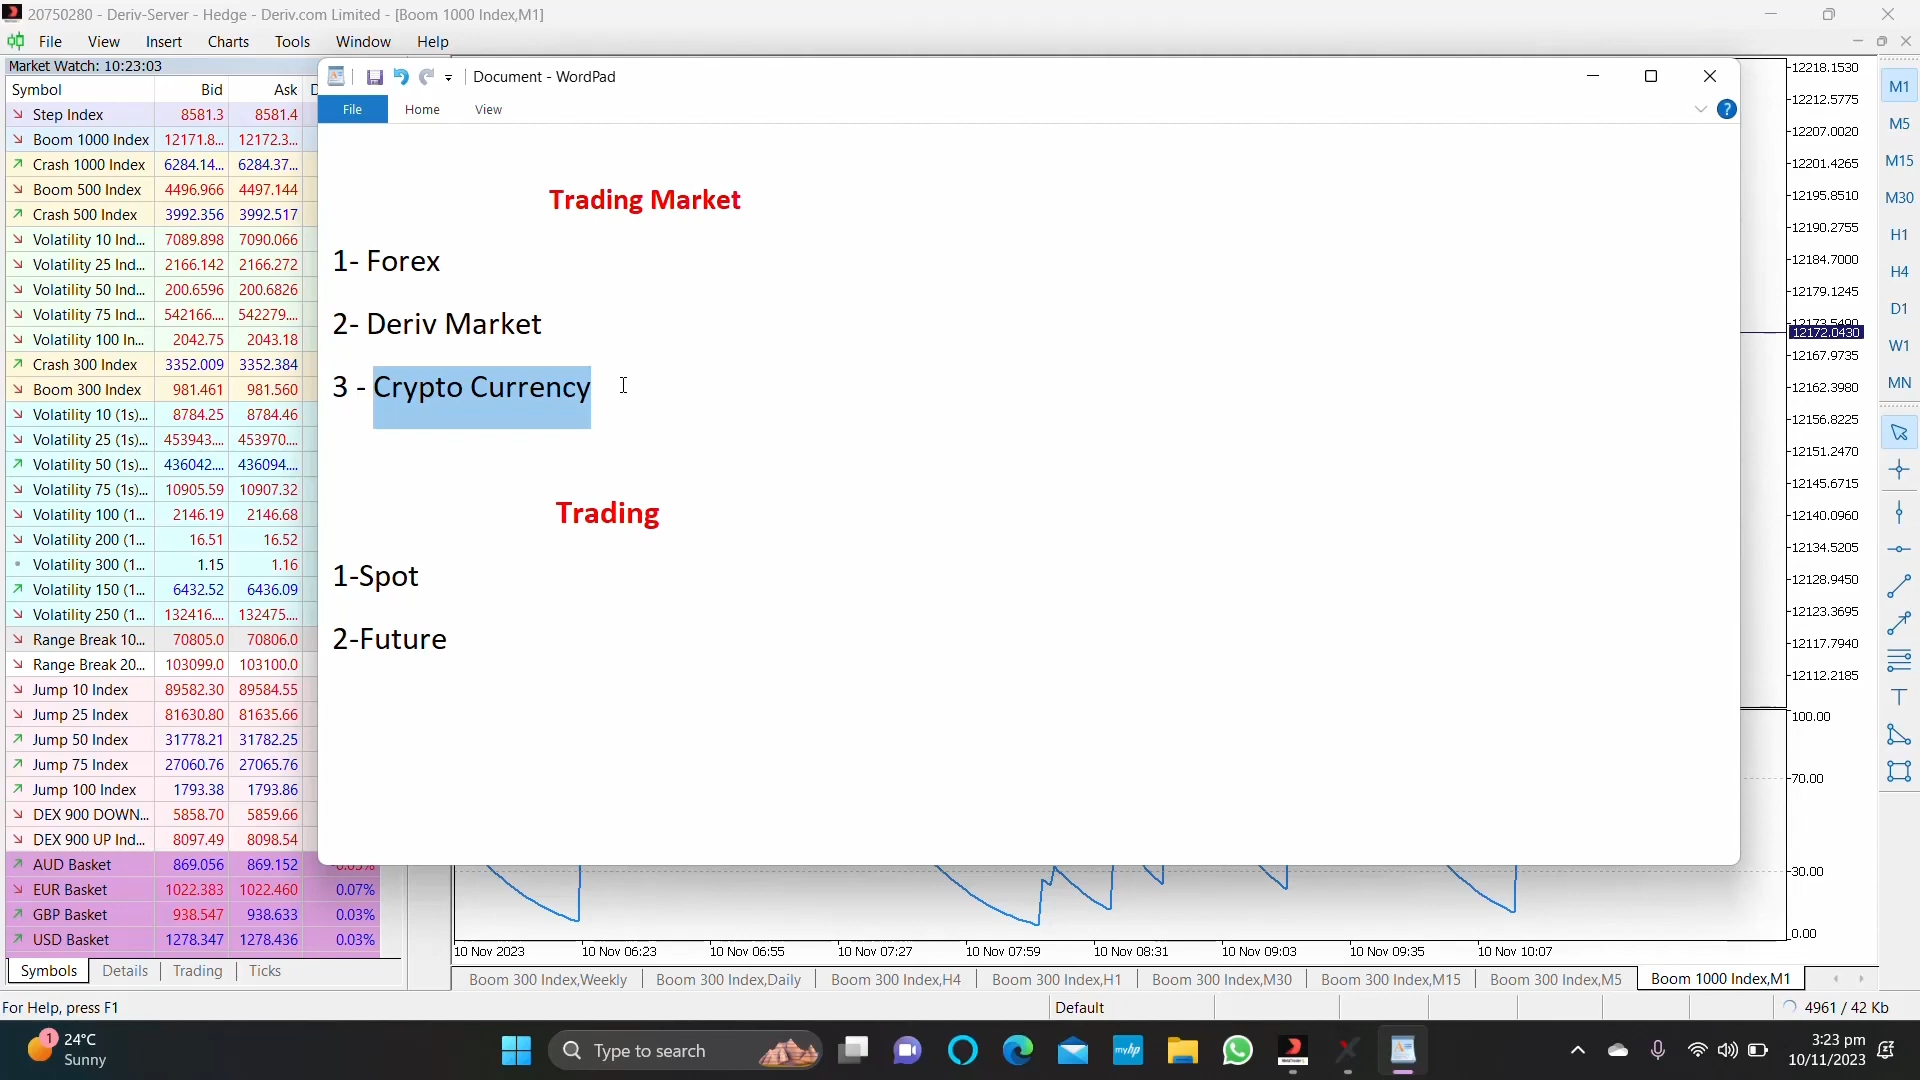 20750280 - Deriv-Server - Hedge - Deriv.com Limited - [Boom 1000 Index,M1]
File View Insert Charts Tools Window Help
Market Watch: 10:23:03
Symbol Bid Ask
Step Index 8581.3 8581.4
Boom 1000 Index 12171.8... 12172.3...
Crash 1000 Index 6284.14... 6284.37...
Boom 500 Index 4496.966 4497.144
Crash 500 Index 3992.356 3992.517
Volatility 10 Ind... 7089.898 7090.066
Volatility 25 Ind... 2166.142 2166.272
Volatility 50 Ind... 200.6596 200.6826
Volatility 75 Ind... 542166.... 542279....
Volatility 100 In... 2042.75 2043.18
Crash 300 Index 3352.009 3352.384
Boom 300 Index 981.461 981.560
Volatility 10 (1s)... 8784.25 8784.46
Volatility 25 (1s)... 453943.... 453970....
Volatility 50 (1s)... 436042.... 436094....
Volatility 75 (1s)... 10905.59 10907.32
Volatility 100 (1... 2146.19 2146.68
Volatility 200 (1... 16.51 16.52
Volatility 300 (1... 1.15 1.16
Volatility 150 (1... 6432.52 6436.09
Volatility 250 (1... 132416.... 132475....
Range Break 10... 70805.0 70806.0
Range Break 20... 103099.0 103100.0
Jump 10 Index 89582.30 89584.55
Jump 25 Index 81630.80 81635.66
Jump 50 Index 31778.21 31782.25
Jump 75 Index 27060.76 27065.76
Jump 100 Index 1793.38 1793.86
DEX 900 DOWN... 5858.70 5859.66
DEX 900 UP Ind... 8097.49 8098.54
AUD Basket 869.056 869.152
EUR Basket 1022.383 1022.460 0.07%
GBP Basket 938.547 938.633 0.03%
USD Basket 1278.347 1278.436 0.03%
Symbols Details Trading Ticks
Document - WordPad
File Home View
Trading Market
1- Forex
2- Deriv Market
3 - Crypto Currency
Trading
1-Spot
2-Future
12218.1530
12212.5775
12207.0020
12201.4265
12195.8510
12190.2755
12184.7000
12179.1245
12172.0430
12167.9735
12162.3980
12156.8225
12151.2470
12145.6715
12140.0960
12134.5205
12128.9450
12123.3695
12117.7940
12112.2185
100.00
70.00
30.00
0.00
M1
M5
M15
M30
H1
H4
D1
W1
MN
10 Nov 2023 10 Nov 06:23 10 Nov 06:55 10 Nov 07:27 10 Nov 07:59 10 Nov 08:31 10 Nov 09:03 10 Nov 09:35 10 Nov 10:07
Boom 300 Index,Weekly Boom 300 Index,Daily Boom 300 Index,H4 Boom 300 Index,H1 Boom 300 Index,M30 Boom 300 Index,M15 Boom 300 Index,M5 Boom 1000 Index,M1
For Help, press F1 Default 4961 / 42 Kb
1
24°C
Sunny
Type to search
myhp
3:23 pm
10/11/2023